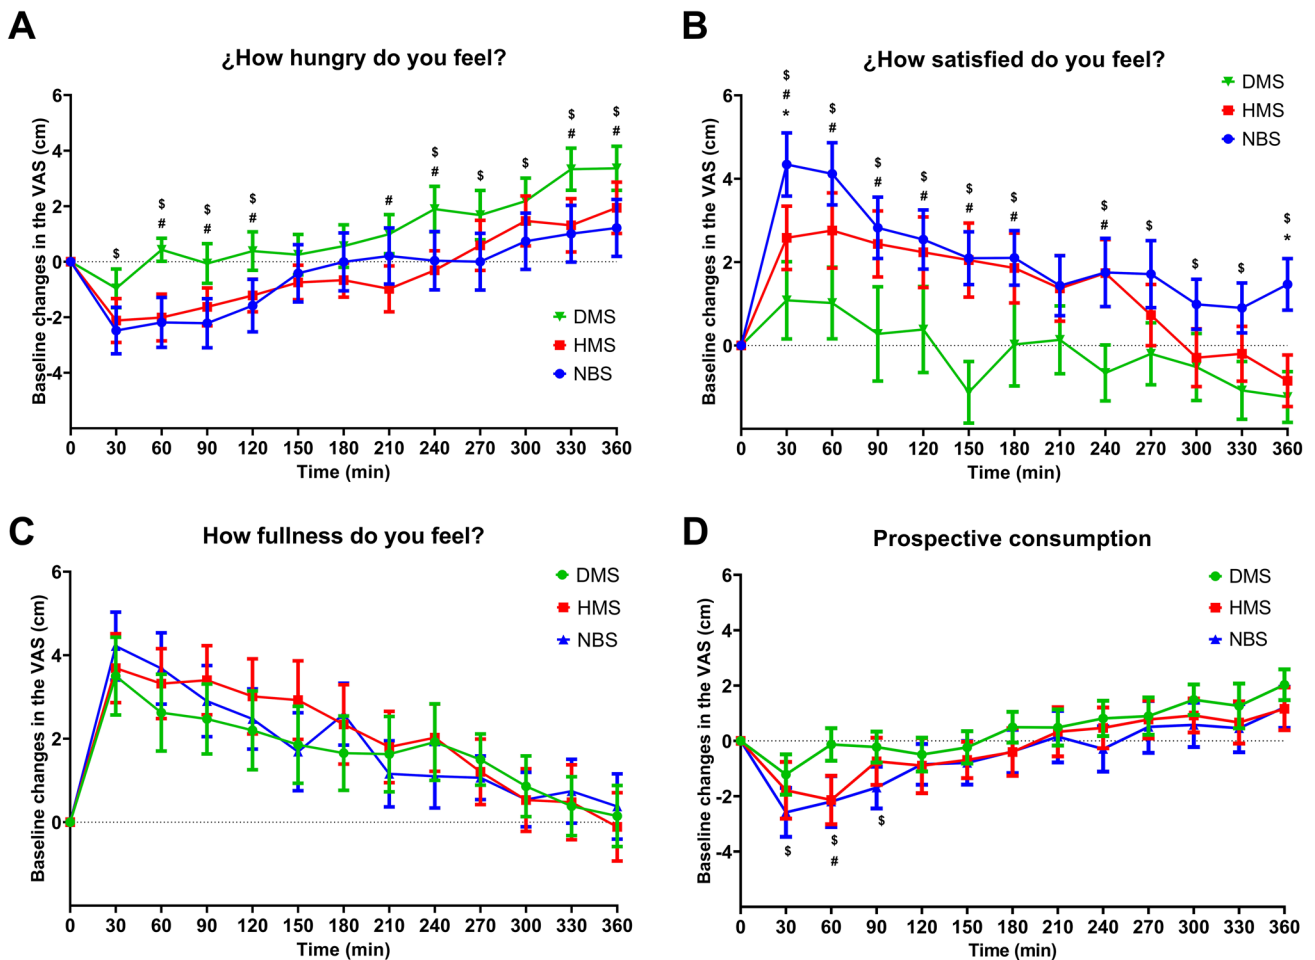 A
¿How hungry do you feel?
Baseline changes in the VAS (cm)
6
4
2
0
-2
-4
$
$
#
$
#
$
#
#
$
#
$
$
$
#
$
#
DMS
HMS
NBS
0 30 60 90 120 150 180 210 240 270 300 330 360
Time (min)
B
¿How satisfied do you feel?
Baseline changes in the VAS (cm)
6
4
2
0
$
#
*
$
#
$
#
$
#
$
#
$
#
$
#
$
$
$
$
*
DMS
HMS
NBS
0 30 60 90 120 150 180 210 240 270 300 330 360
Time (min)
C
How fullness do you feel?
Baseline changes in the VAS (cm)
6
4
2
0
DMS
HMS
NBS
0 30 60 90 120 150 180 210 240 270 300 330 360
Time (min)
D
Prospective consumption
Baseline changes in the VAS (cm)
6
4
2
0
-2
-4
DMS
HMS
NBS
$
$
#
$
0 30 60 90 120 150 180 210 240 270 300 330 360
Time (min)